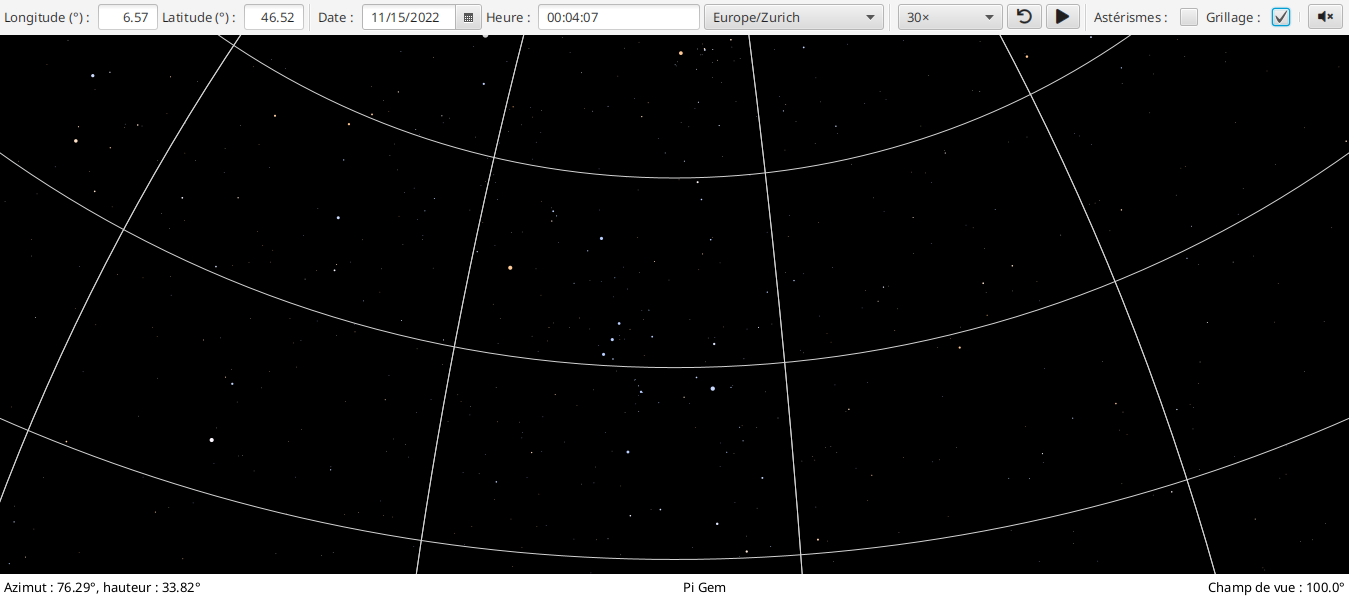 Longitude (°) : 6.57 Latitude (°) : 46.52 Date : 11/15/2022 Heure : 00:04:07 Europe/Zurich 30× Astérismes : Grillage :
Azimut : 76.29°, hauteur : 33.82° Pi Gem Champ de vue : 100.0°